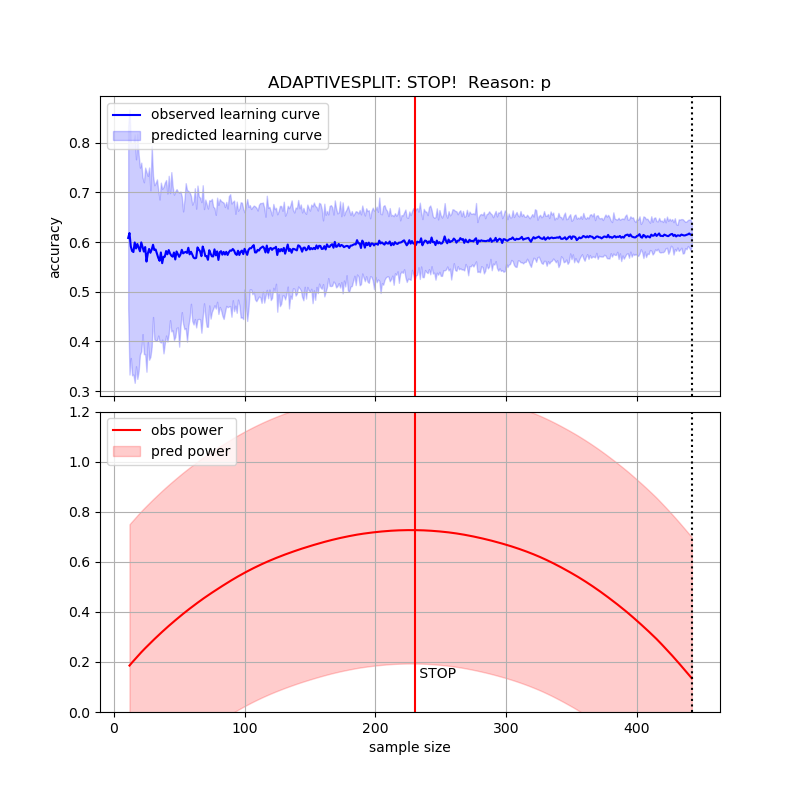 ADAPTIVESPLIT: STOP!  Reason: p
observed learning curve
predicted learning curve
accuracy
0.8
0.7
0.6
0.5
0.4
0.3
obs power
pred power
1.2
1.0
0.8
0.6
0.4
0.2
0.0
STOP
0
100
200
300
400
sample size